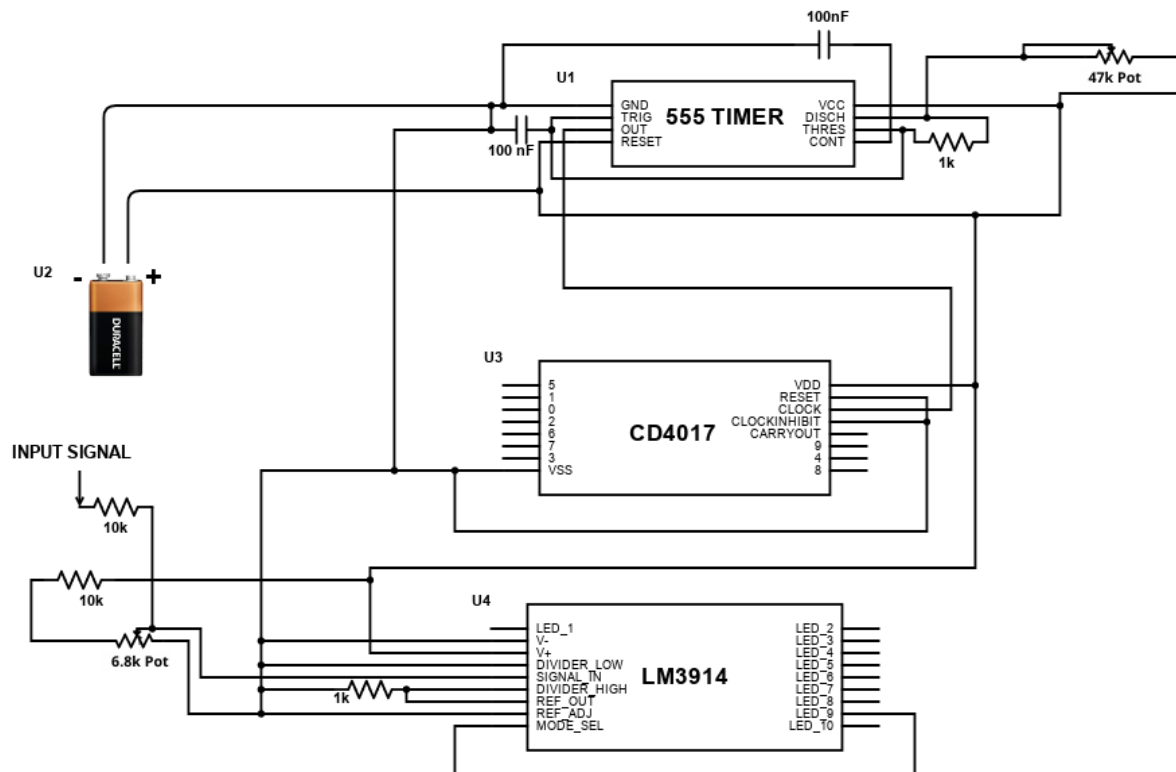 100nF
47k Pot
U1
555 TIMER
GND
TRIG
OUT
RESET
VCC
DISCH
THRES
CONT
100 nF
1k
U2
- +
DURACELL
U3
CD4017
5
1
0
2
6
7
3
VSS
VDD
RESET
CLOCK
CLOCKINHIBIT
CARRYOUT
9
4
8
INPUT SIGNAL
10k
10k
6.8k Pot
1k
U4
LM3914
LED_1
V-
V+
DIVIDER_LOW
SIGNAL_IN
DIVIDER_HIGH
REF_OUT
REF_ADJ
MODE_SEL
LED_2
LED_3
LED_4
LED_5
LED_6
LED_7
LED_8
LED_9
LED_10